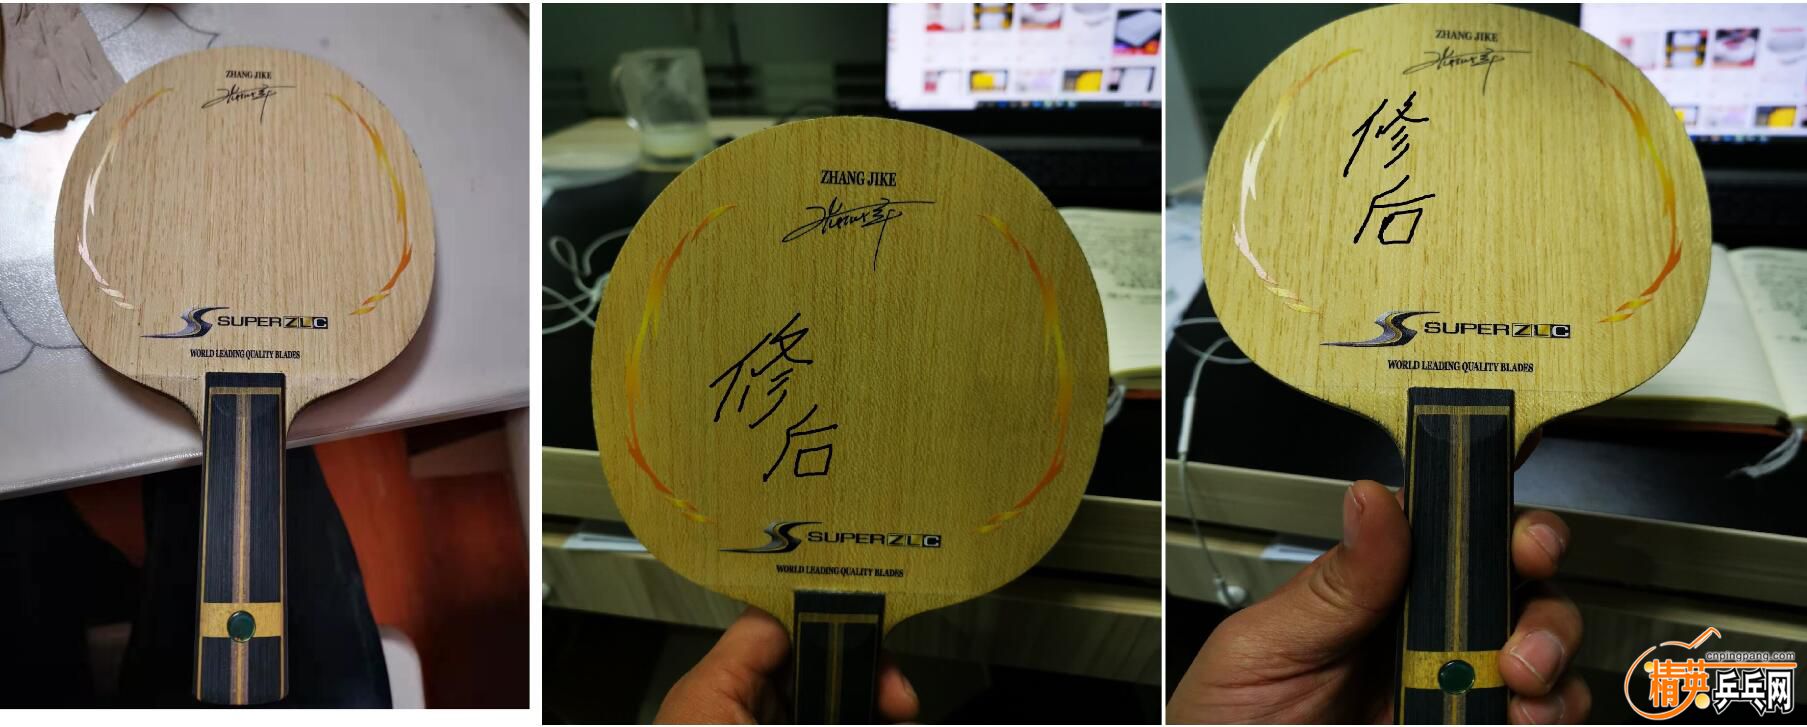 ZHANG JIKE
SUPER ZLC
WORLD LEADING QUALITY BLADES
ZHANG JIKE
修
后
SUPER ZLC
WORLD LEADING QUALITY BLADES
ZHANG JIKE
修
后
SUPER ZLC
WORLD LEADING QUALITY BLADES
cnpingpang.com
精英乒乓网